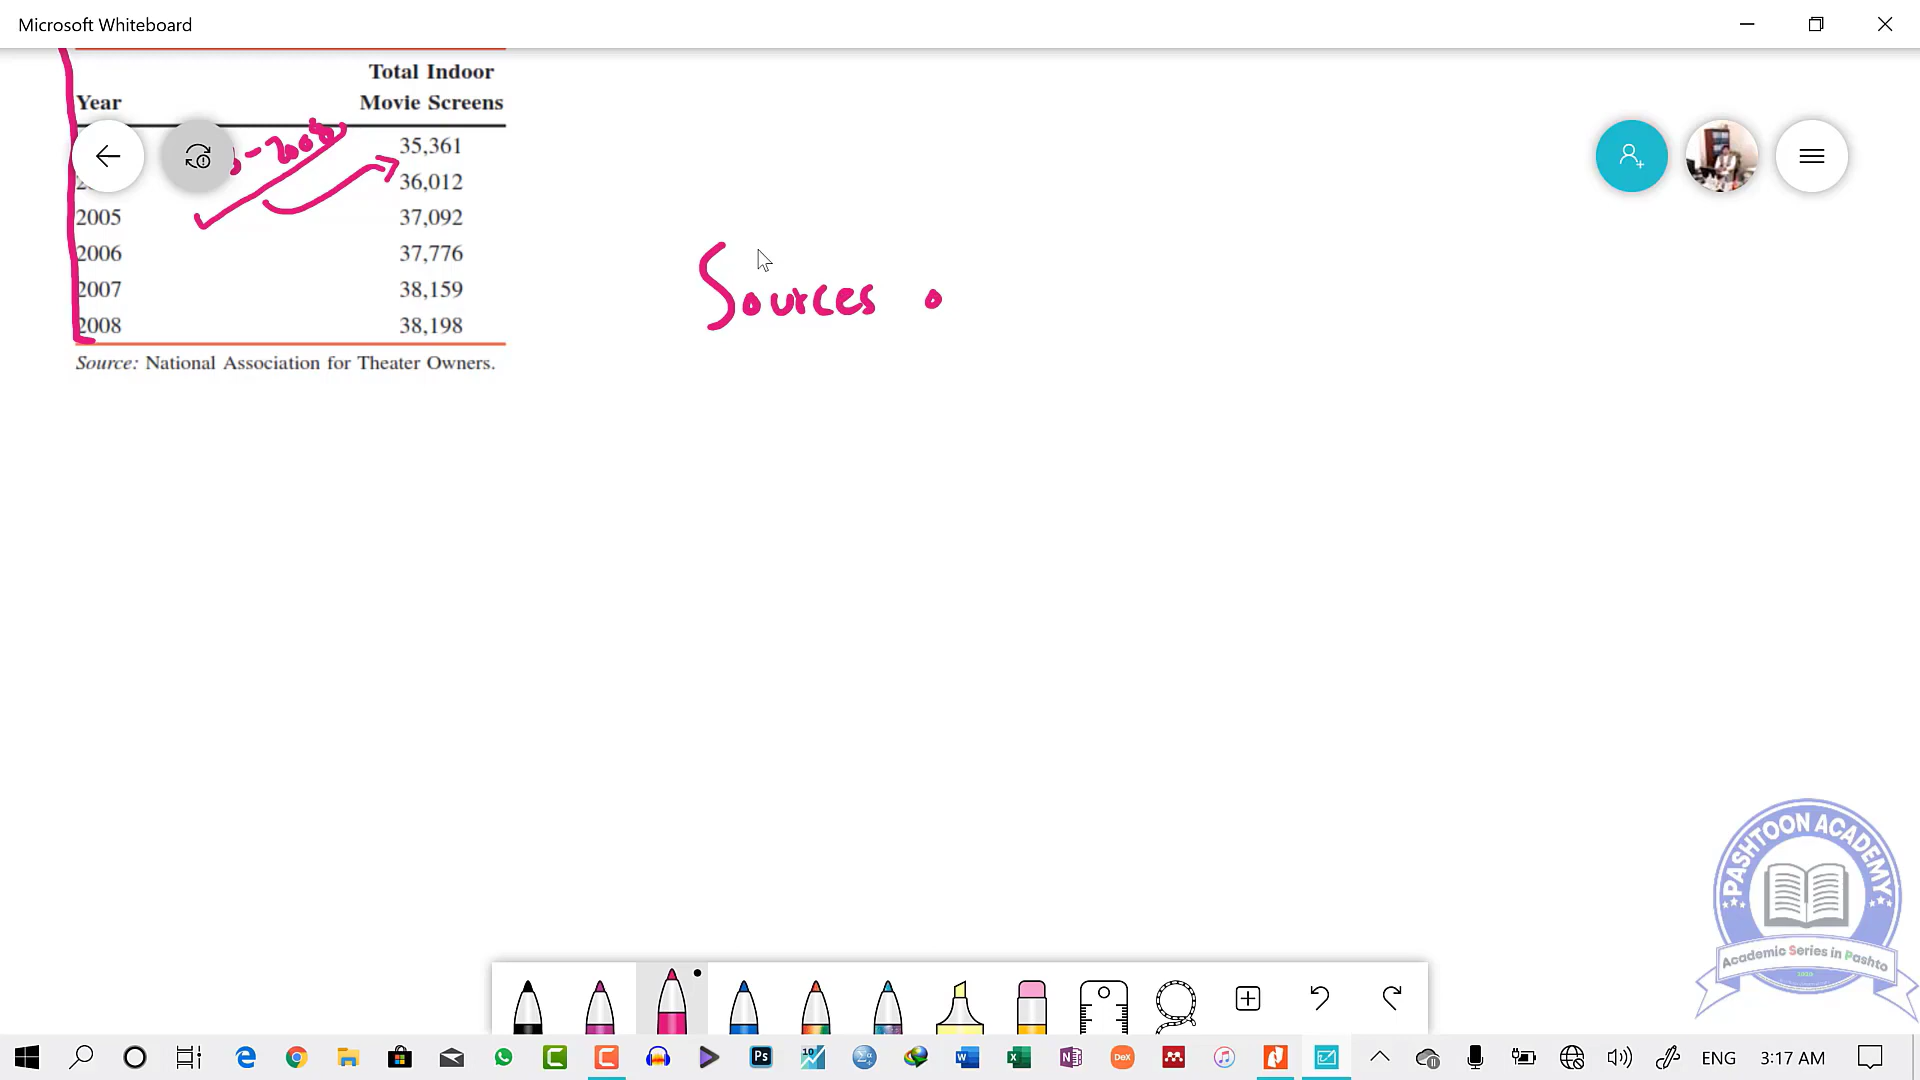 Microsoft Whiteboard
Total Indoor
Year Movie Screens
35,361
36,012
2005 37,092
2006 37,776
2007 38,159
2008 38,198
Source: National Association for Theater Owners.
- 2008
Sources o
PASHTOON ACADEMY
Academic Series in Pashto
ENG 3:17 AM